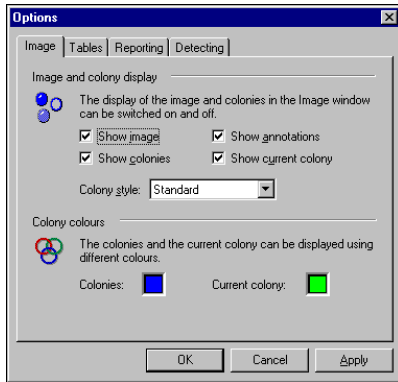 Options
Image Tables Reporting Detecting
Image and colony display
The display of the image and colonies in the Image window
can be switched on and off.
Show image Show annotations
Show colonies Show current colony
Colony style: Standard
Colony colours
The colonies and the current colony can be displayed using
different colours.
Colonies: Current colony:
OK Cancel Apply